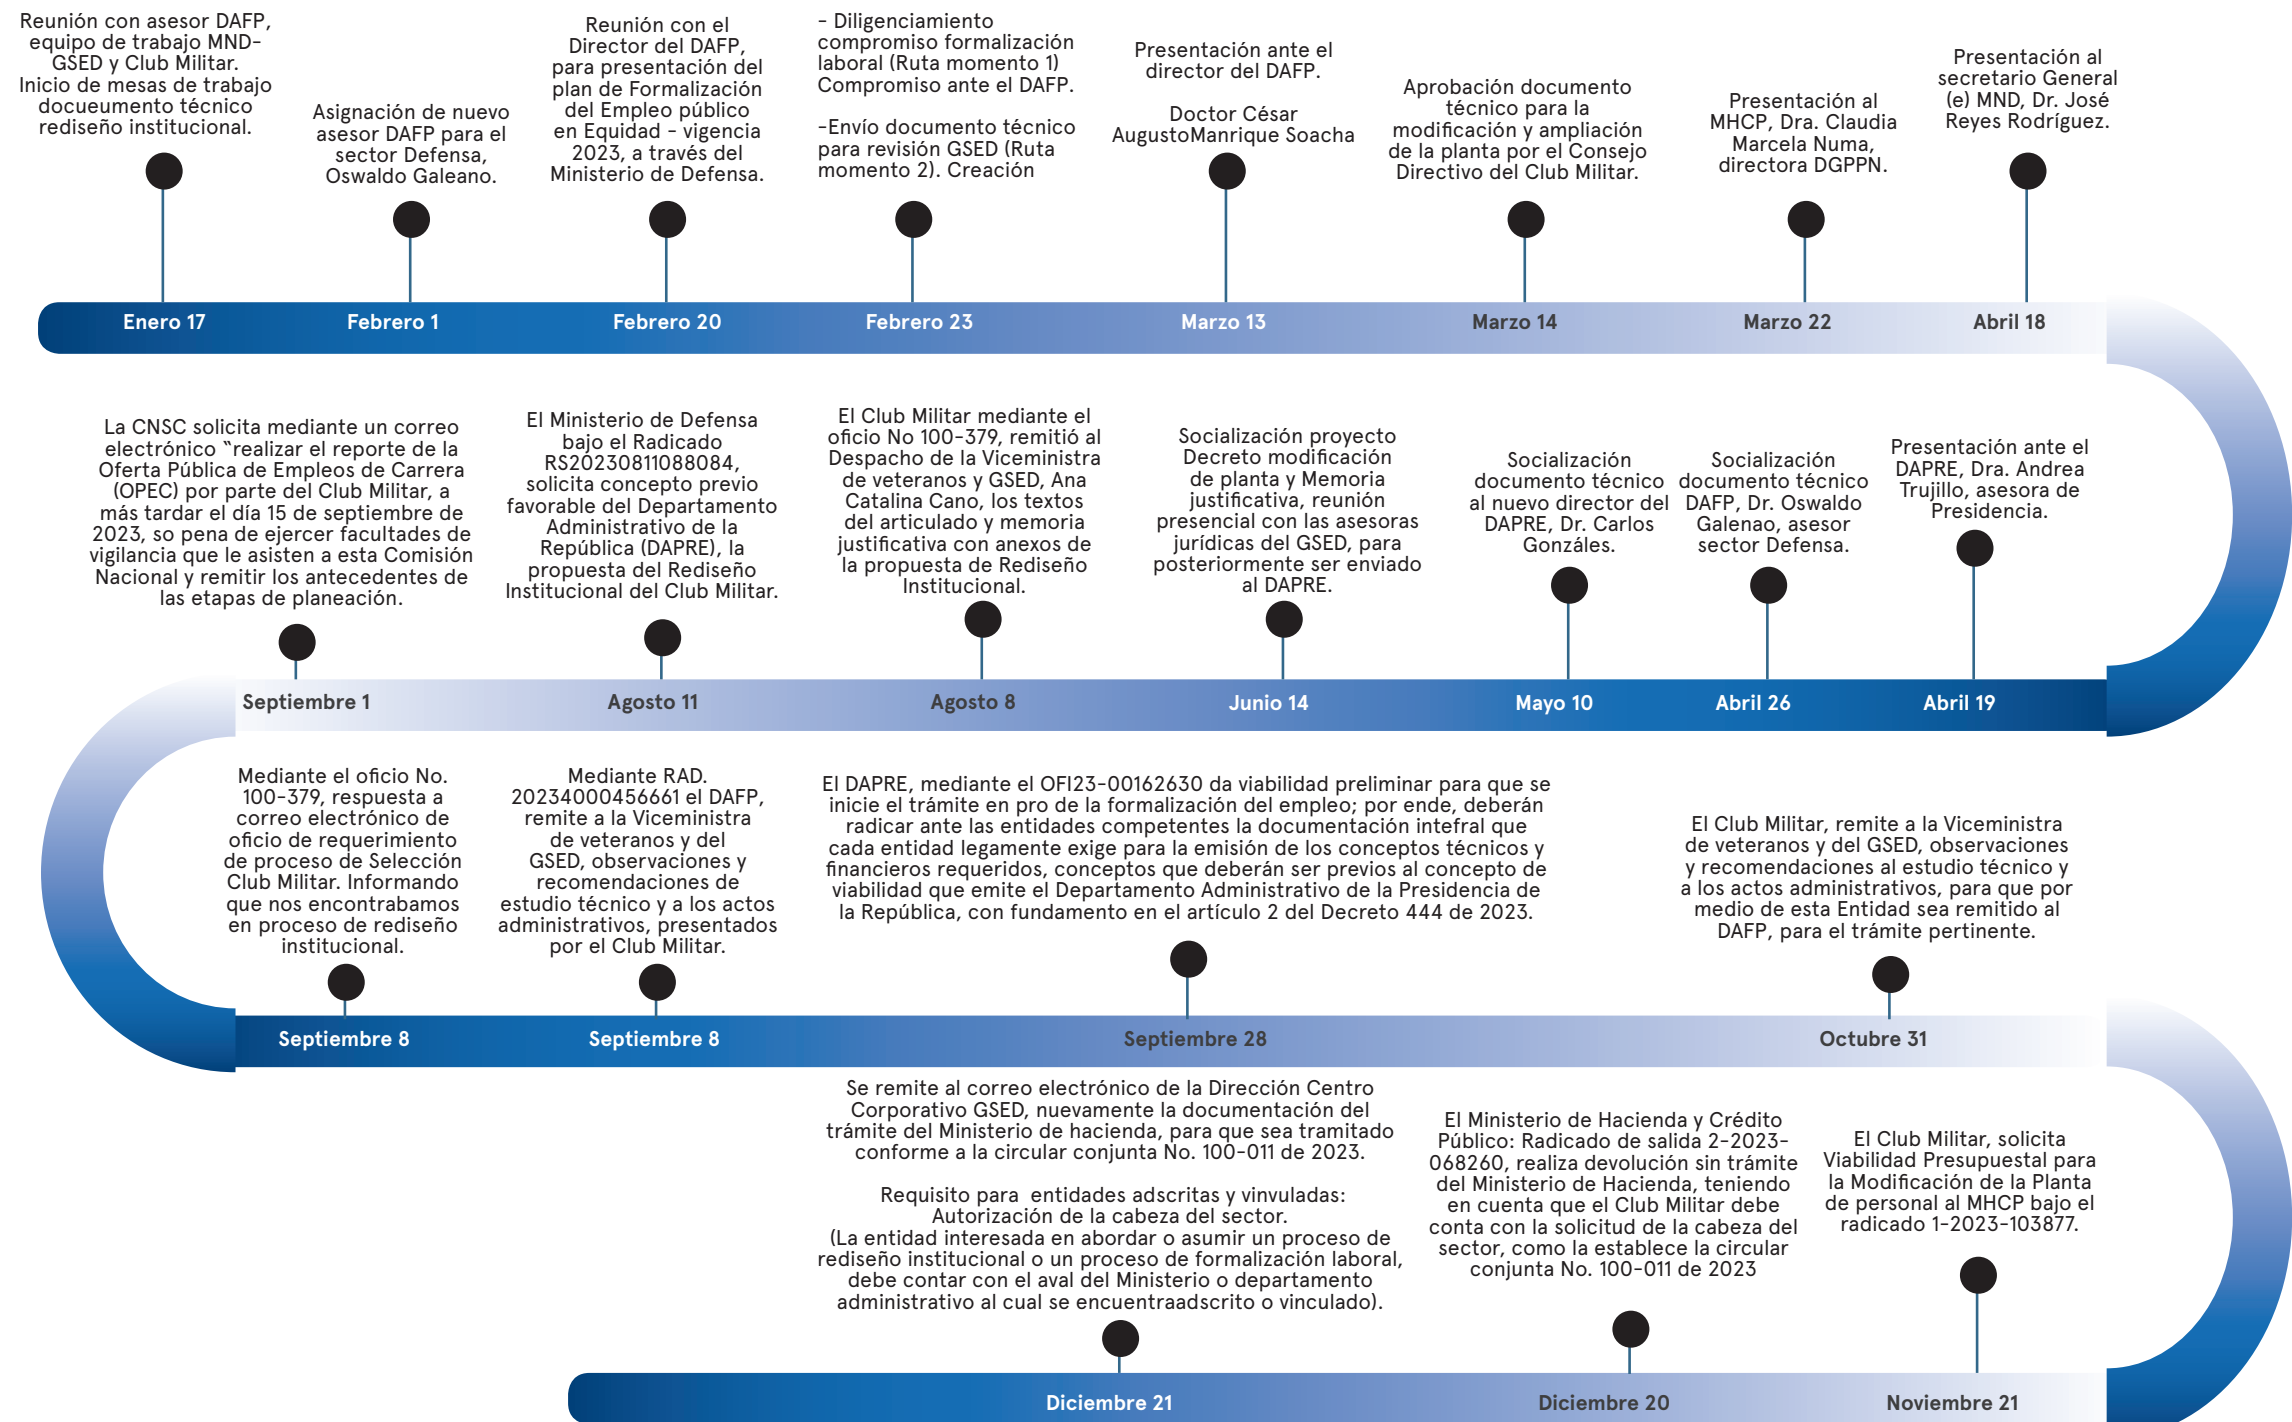 Reunión con asesor DAFP,
equipo de trabajo MND-
GSED y Club Militar.
Inicio de mesas de trabajo
docueumento técnico
rediseño institucional.
Enero 17
Asignación de nuevo
asesor DAFP para el
sector Defensa,
Oswaldo Galeano.
Febrero 1
Reunión con el
Director del DAFP,
para presentación del
plan de Formalización
del Empleo público
en Equidad - vigencia
2023, a través del
Ministerio de Defensa.
Febrero 20
- Diligenciamiento
compromiso formalización
laboral (Ruta momento 1)
Compromiso ante el DAFP.
-Envío documento técnico
para revisión GSED (Ruta
momento 2). Creación
Febrero 23
Presentación ante el
director del DAFP.
Doctor César
AugustoManrique Soacha
Marzo 13
Aprobación documento
técnico para la
modificación y ampliación
de la planta por el Consejo
Directivo del Club Militar.
Marzo 14
Presentación al
MHCP, Dra. Claudia
Marcela Numa,
directora DGPPN.
Marzo 22
Presentación al
secretario General
(e) MND, Dr. José
Reyes Rodríguez.
Abril 18
Presentación ante el
DAPRE, Dra. Andrea
Trujillo, asesora de
Presidencia.
Abril 19
Socialización
documento técnico
DAFP, Dr. Oswaldo
Galenao, asesor
sector Defensa.
Abril 26
Socialización
documento técnico
al nuevo director del
DAPRE, Dr. Carlos
Gonzáles.
Mayo 10
Socialización proyecto
Decreto modificación
de planta y Memoria
justificativa, reunión
presencial con las asesoras
jurídicas del GSED, para
posteriormente ser enviado
al DAPRE.
Junio 14
El Club Militar mediante el
oficio No 100-379, remitió al
Despacho de la Viceministra
de veteranos y GSED, Ana
Catalina Cano, los textos
del articulado y memoria
justificativa con anexos de
la propuesta de Rediseño
Institucional.
Agosto 8
El Ministerio de Defensa
bajo el Radicado
RS20230811088084,
solicita concepto previo
favorable del Departamento
Administrativo de la
República (DAPRE), la
propuesta del Rediseño
Institucional del Club Militar.
Agosto 11
La CNSC solicita mediante un correo
electrónico “realizar el reporte de la
Oferta Pública de Empleos de Carrera
(OPEC) por parte del Club Militar, a
más tardar el día 15 de septiembre de
2023, so pena de ejercer facultades de
vigilancia que le asisten a esta Comisión
Nacional y remitir los antecedentes de
las etapas de planeación.
Septiembre 1
Mediante el oficio No.
100-379, respuesta a
correo electrónico de
oficio de requerimiento
de proceso de Selección
Club Militar. Informando
que nos encontrabamos
en proceso de rediseño
institucional.
Septiembre 8
Mediante RAD.
20234000456661 el DAFP,
remite a la Viceministra
de veteranos y del
GSED, observaciones y
recomendaciones de
estudio técnico y a los actos
administrativos, presentados
por el Club Militar.
Septiembre 8
El DAPRE, mediante el OFI23-00162630 da viabilidad preliminar para que se
inicie el trámite en pro de la formalización del empleo; por ende, deberán
radicar ante las entidades competentes la documentación intefral que
cada entidad legamente exige para la emisión de los conceptos técnicos y
financieros requeridos, conceptos que deberán ser previos al concepto de
viabilidad que emite el Departamento Administrativo de la Presidencia de
la República, con fundamento en el artículo 2 del Decreto 444 de 2023.
Septiembre 28
El Club Militar, remite a la Viceministra
de veteranos y del GSED, observaciones
y recomendaciones al estudio técnico y
a los actos administrativos, para que por
medio de esta Entidad sea remitido al
DAFP, para el trámite pertinente.
Octubre 31
El Club Militar, solicita
Viabilidad Presupuestal para
la Modificación de la Planta
de personal al MHCP bajo el
radicado 1-2023-103877.
Noviembre 21
El Ministerio de Hacienda y Crédito
Público: Radicado de salida 2-2023-
068260, realiza devolución sin trámite
del Ministerio de Hacienda, teniendo
en cuenta que el Club Militar debe
conta con la solicitud de la cabeza del
sector, como la establece la circular
conjunta No. 100-011 de 2023
Diciembre 20
Se remite al correo electrónico de la Dirección Centro
Corporativo GSED, nuevamente la documentación del
trámite del Ministerio de hacienda, para que sea tramitado
conforme a la circular conjunta No. 100-011 de 2023.
Requisito para entidades adscritas y vinvuladas:
Autorización de la cabeza del sector.
(La entidad interesada en abordar o asumir un proceso de
rediseño institucional o un proceso de formalización laboral,
debe contar con el aval del Ministerio o departamento
administrativo al cual se encuentraadscrito o vinculado).
Diciembre 21